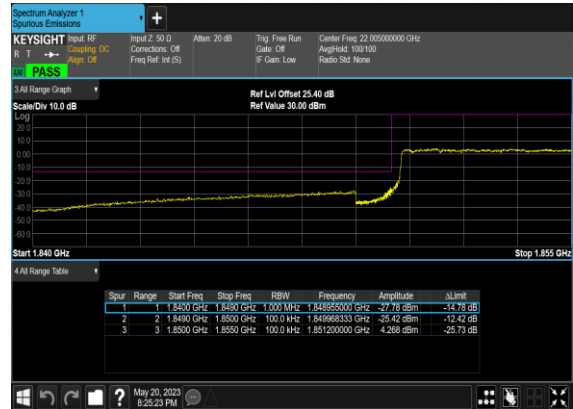 Spectrum Analyzer 1
Spurious Emissions
+
KEYSIGHT Input: RF Input Z: 50 Ω Atten: 20 dB Trig: Free Run Center Freq: 22.005000000 GHz
R T Coupling: DC Corrections: Off Gate: Off Avg|Hold: 100/100
Align: Off Freq Ref: Int (S) IF Gain: Low Radio Std: None
PASS
3 All Range Graph
Ref Lvl Offset 25.40 dB
Scale/Div 10.0 dB Ref Value 30.00 dBm
Log
20.0
10.0
0.00
-10.0
-20.0
-30.0
-40.0
-50.0
-60.0
Start 1.840 GHz Stop 1.855 GHz
4 All Range Table
Spur Range Start Freq Stop Freq RBW Frequency Amplitude ΔLimit
1 1 1.8400 GHz 1.8490 GHz 1.000 MHz 1.848955000 GHz -27.78 dBm -14.78 dB
2 2 1.8490 GHz 1.8500 GHz 100.0 kHz 1.849968333 GHz -25.42 dBm -12.42 dB
3 3 1.8500 GHz 1.8550 GHz 100.0 kHz 1.851200000 GHz 4.268 dBm -25.73 dB
? May 20, 2023
8:25:23 PM